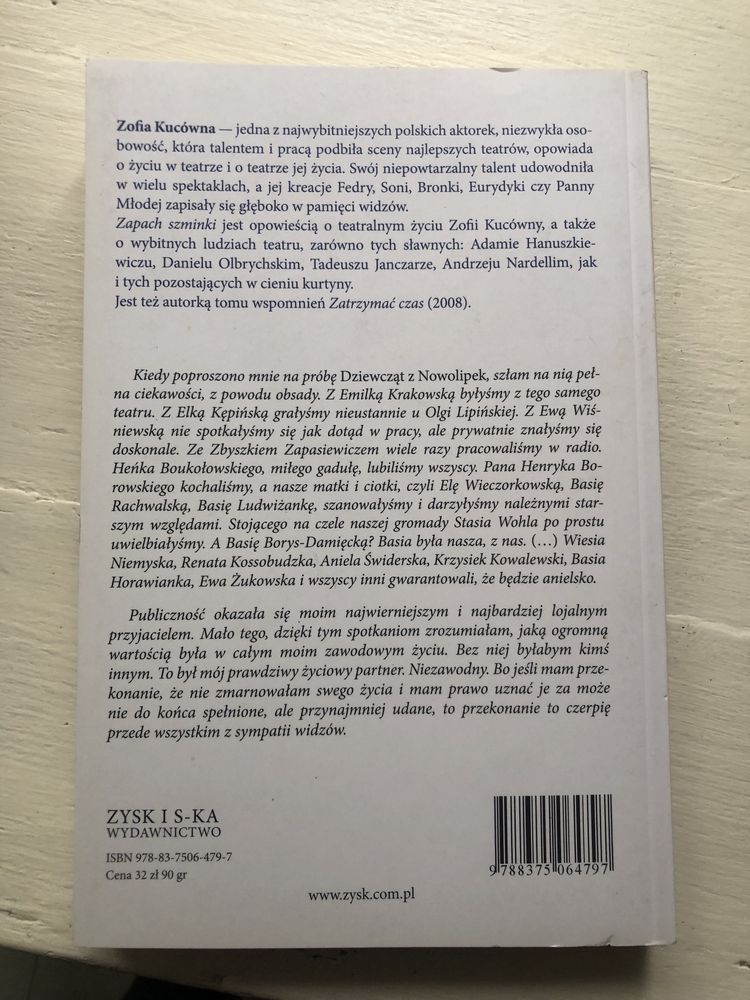 Zofia Kucówna — jedna z najwybitniejszych polskich aktorek, niezwykła oso-
bowość, która talentem i pracą podbiła sceny najlepszych teatrów, opowiada
o życiu w teatrze i o teatrze jej życia. Swój niepowtarzalny talent udowodniła
w wielu spektaklach, a jej kreacje Fedry, Soni, Bronki, Eurydyki czy Panny
Młodej zapisały się głęboko w pamięci widzów.
Zapach szminki jest opowieścią o teatralnym życiu Zofii Kucówny, a także
o wybitnych ludziach teatru, zarówno tych sławnych: Adamie Hanuszkie-
wiczu, Danielu Olbrychskim, Tadeuszu Janczarze, Andrzeju Nardellim, jak
i tych pozostających w cieniu kurtyny.
Jest też autorką tomu wspomnień Zatrzymać czas (2008).
Kiedy poproszono mnie na próbę Dziewcząt z Nowolipek, szłam na nią peł-
na ciekawości, z powodu obsady. Z Emilką Krakowską byłyśmy z tego samego
teatru. Z Elką Kępińską grałyśmy nieustannie u Olgi Lipińskiej. Z Ewą Wiś-
niewską nie spotkałyśmy się jak dotąd w pracy, ale prywatnie znałyśmy się
doskonale. Ze Zbyszkiem Zapasiewiczem wiele razy pracowaliśmy w radio.
Heńka Boukołowskiego, miłego gadułę, lubiliśmy wszyscy. Pana Henryka Bo-
rowskiego kochaliśmy, a nasze matki i ciotki, czyli Elę Wieczorkowską, Basię
Rachwalską, Basię Ludwiżankę, szanowałyśmy i darzyłyśmy należnymi star-
szym względami. Stojącego na czele naszej gromady Stasia Wohla po prostu
uwielbiałyśmy. A Basię Borys-Damięcką? Basia była nasza, z nas. (…) Wiesia
Niemyska, Renata Kossobudzka, Aniela Świderska, Krzysiek Kowalewski, Basia
Horawianka, Ewa Żukowska i wszyscy inni gwarantowali, że będzie anielsko.
Publiczność okazała się moim najwierniejszym i najbardziej lojalnym
przyjacielem. Mało tego, dzięki tym spotkaniom zrozumiałam, jaką ogromną
wartością była w całym moim zawodowym życiu. Bez niej byłabym kimś
innym. To był mój prawdziwy życiowy partner. Niezawodny. Bo jeśli mam prze-
konanie, że nie zmarnowałam swego życia i mam prawo uznać je za może
nie do końca spełnione, ale przynajmniej udane, to przekonanie to czerpię
przede wszystkim z sympatii widzów.
ZYSK I S-KA
WYDAWNICTWO
ISBN 978-83-7506-479-7
Cena 32 zł 90 gr
9 788375 064797
www.zysk.com.pl